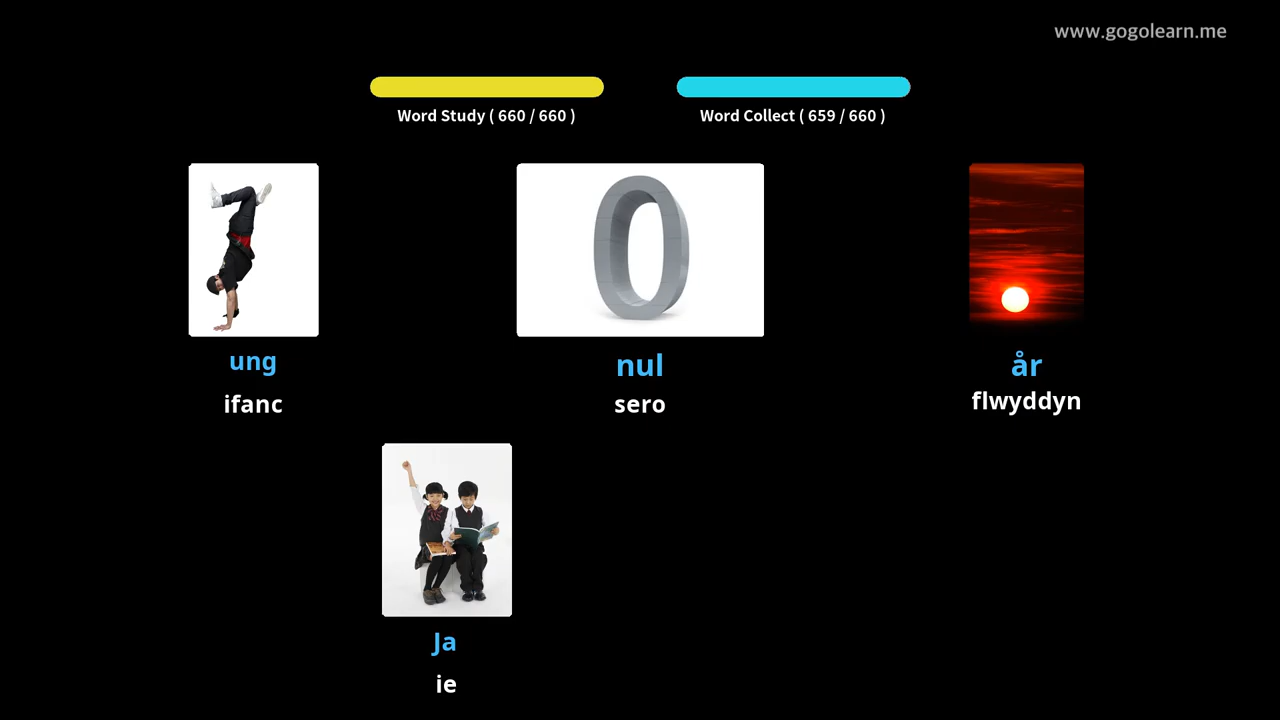 www.gogolearn.me
Word Study ( 660 / 660 )
Word Collect ( 659 / 660 )
0
ung
ifanc
nul
sero
år
flwyddyn
Ja
ie